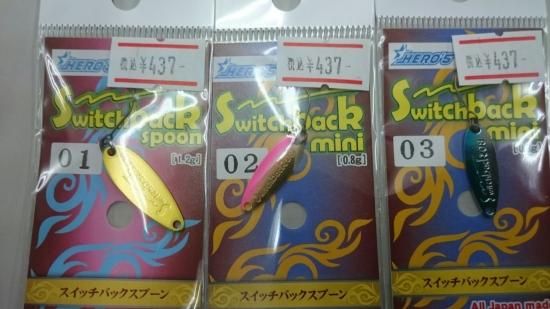 HERO'S
税込¥437-
Switchback
spoon
[1.2g]
01
スイッチバックスプーン
HERO'S
税込¥437-
Switchback
mini
[0.8g]
02
スイッチバックスプーン
HERO'S
税込¥437-
Switchback
mini
03
スイッチバックスプーン
All Japan made